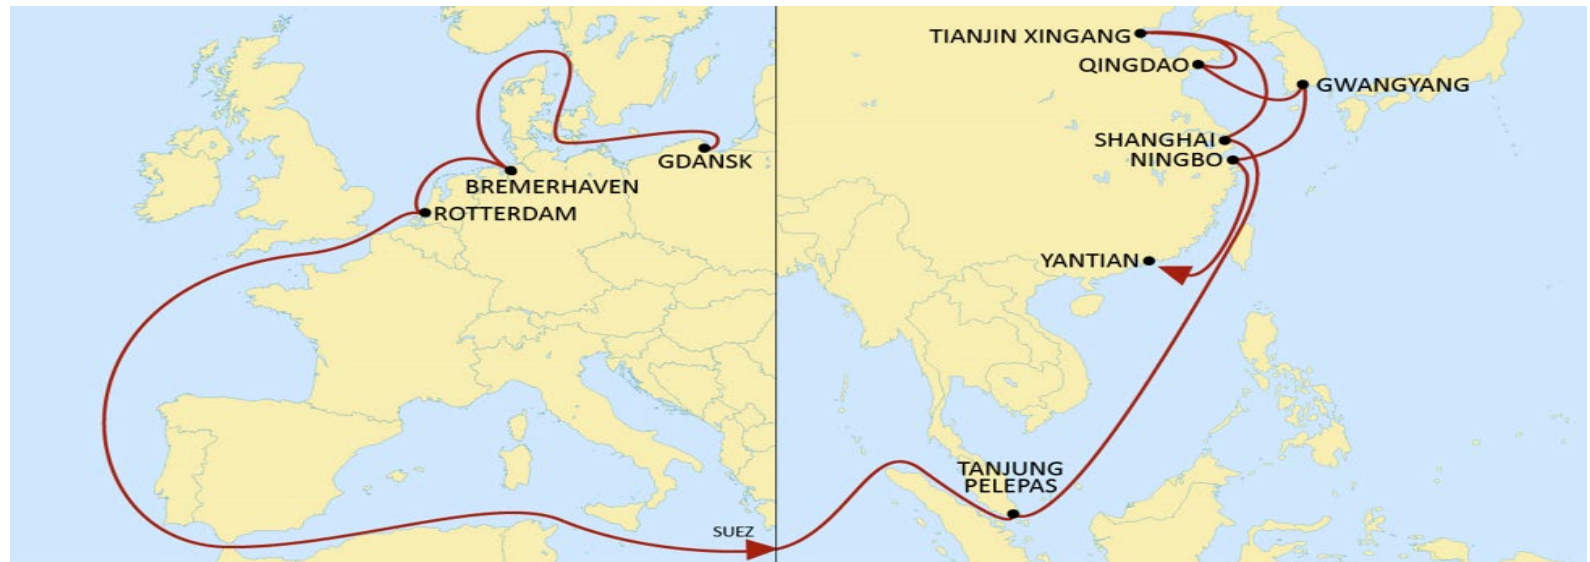 TIANJIN XINGANG
QINGDAO
GWANGYANG
SHANGHAI
NINGBO
GDANSK
BREMERHAVEN
ROTTERDAM
YANTIAN
TANJUNG
PELEPAS
SUEZ